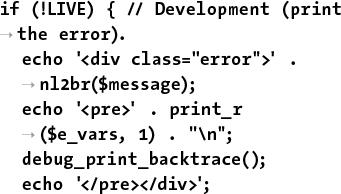 if (!LIVE) { // Development (print
→ the error).
echo '<div class="error">' .
→ nl2br($message);
echo '<pre>' . print_r
→ ($e_vars, 1) . "\n";
debug_print_backtrace();
echo '</pre></div>';